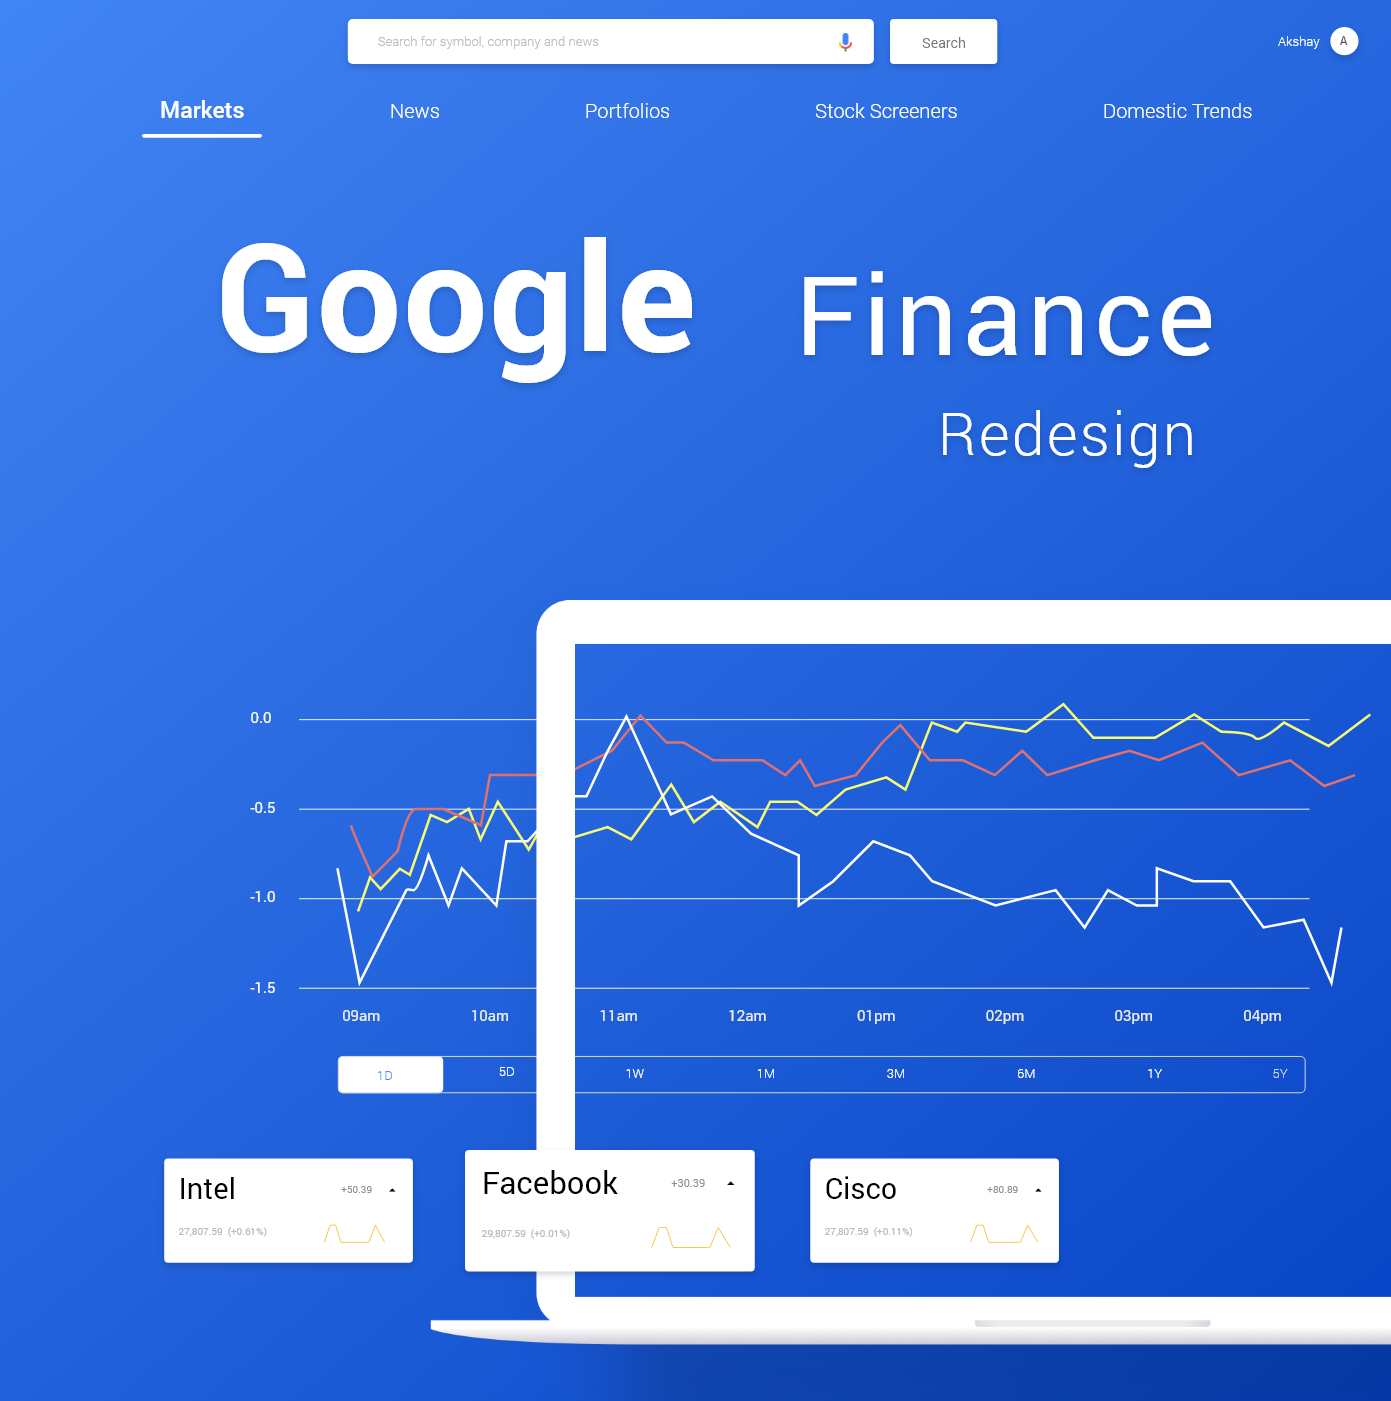 Search for symbol, company and news
Search
Akshay
A
Markets
News
Portfolios
Stock Screeners
Domestic Trends
Google Finance
Redesign
0.0
-0.5
-1.0
-1.5
09am
10am
11am
12am
01pm
02pm
03pm
04pm
1D
5D
1W
1M
3M
6M
1Y
5Y
Intel
+50.39
27,807.59 (+0.61%)
Facebook
+30.39
29,807.59 (+0.01%)
Cisco
+80.89
27,807.59 (+0.11%)